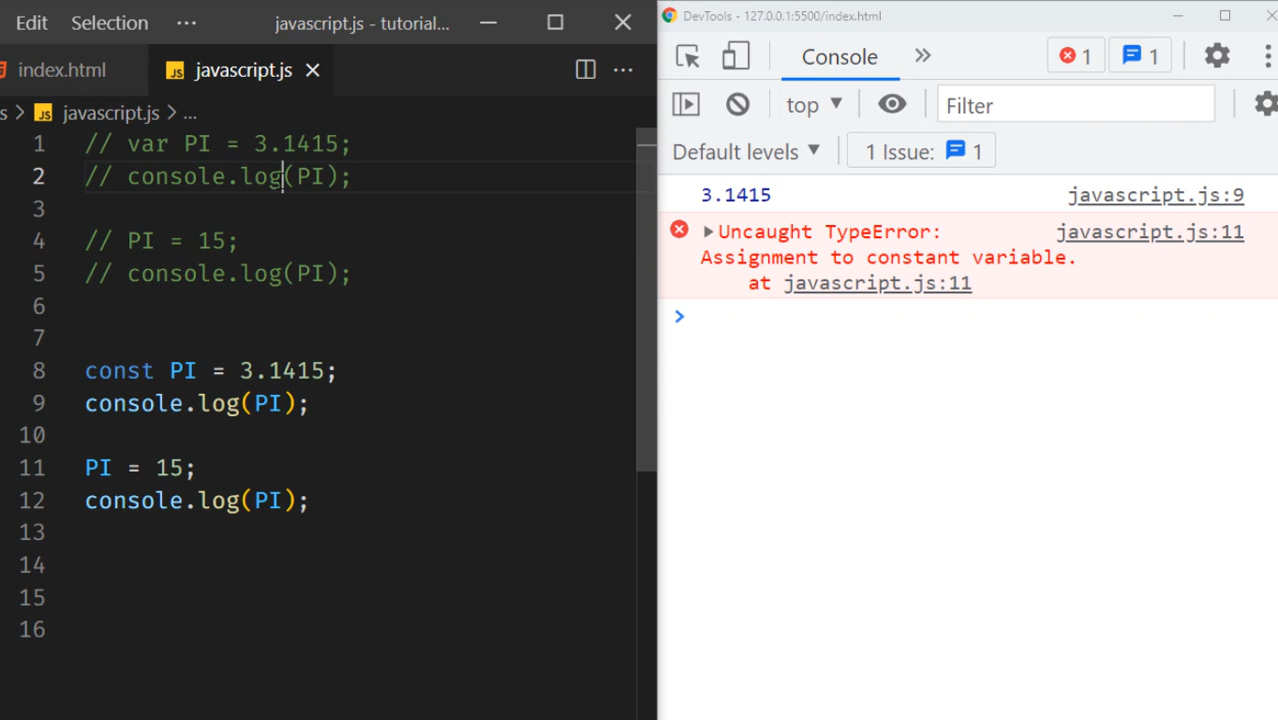 Edit Selection ··· javascript.js - tutorial...
index.html JS javascript.js
s > JS javascript.js > ...
1 // var PI = 3.1415;
2 // console.log(PI);
3
4 // PI = 15;
5 // console.log(PI);
6
7
8 const PI = 3.1415;
9 console.log(PI);
10
11 PI = 15;
12 console.log(PI);
13
14
15
16
DevTools - 127.0.0.1:5500/index.html
Console » 1 1
top Filter
Default levels 1 Issue: 1
3.1415 javascript.js:9
Uncaught TypeError: javascript.js:11
Assignment to constant variable.
at javascript.js:11
>